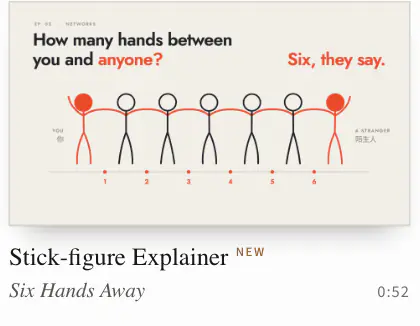 NETWORKS
How many hands between
you and anyone?
Six, they say.
YOU
你
A STRANGER
陌生人
1 2 3 4 5 6
Stick-figure Explainer NEW
Six Hands Away
0:52